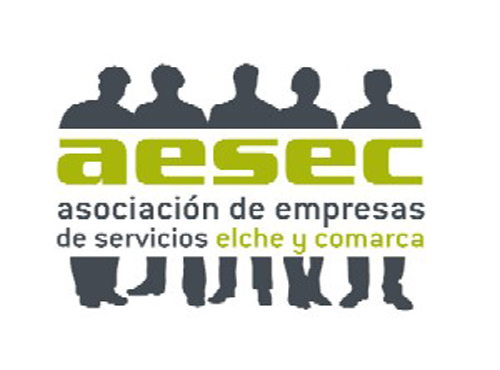 aesec
asociación de empresas
de servicios elche y comarca